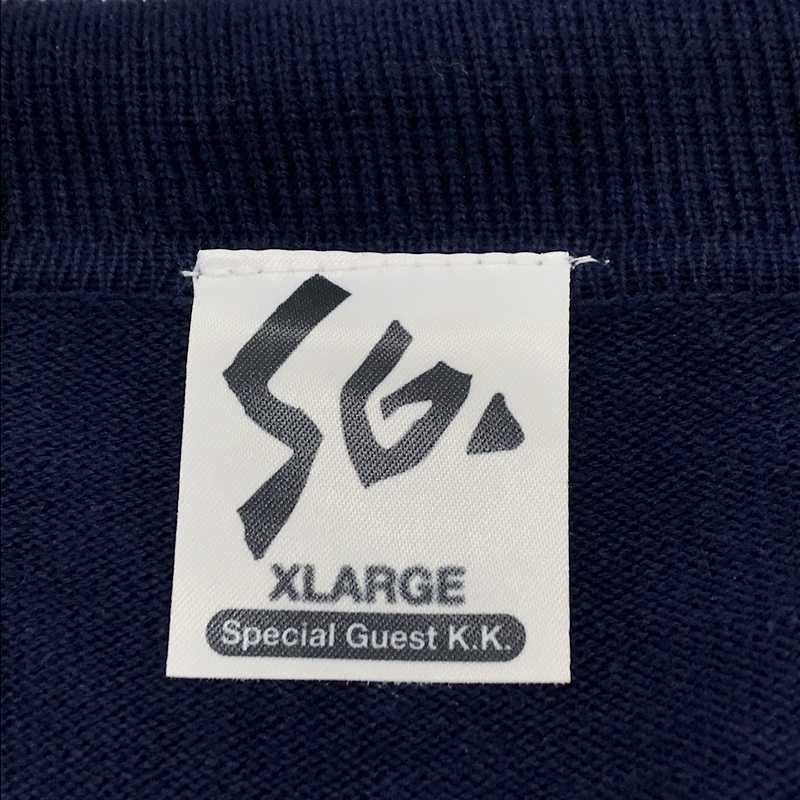 SG.
XLARGE
Special Guest K.K.